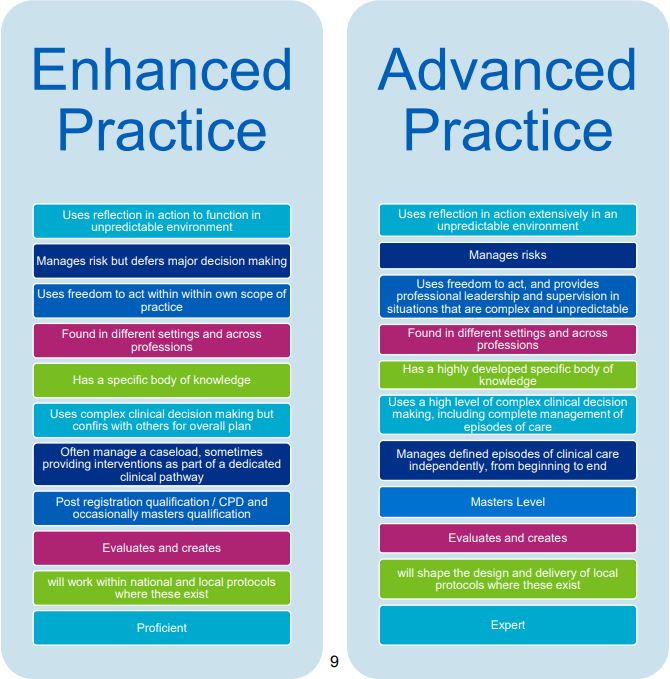 Enhanced
Practice
Uses reflection in action to function in
unpredictable environment
Manages risk but defers major decision making
Uses freedom to act within within own scope of
practice
Found in different settings and across
professions
Has a specific body of knowledge
Uses complex clinical decision making but
confirs with others for overall plan
Often manage a caseload, sometimes
providing interventions as part of a dedicated
clinical pathway
Post registration qualification / CPD and
occasionally masters qualification
Evaluates and creates
will work within national and local protocols
where these exist
Proficient
Advanced
Practice
Uses reflection in action extensively in an
unpredictable environment
Manages risks
Uses freedom to act, and provides
professional leadership and supervision in
situations that are complex and unpredictable
Found in different settings and across
professions
Has a highly developed specific body of
knowledge
Uses a high level of complex clinical decision
making, including complete management of
episodes of care
Manages defined episodes of clinical care
independently, from beginning to end
Masters Level
Evaluates and creates
will shape the design and delivery of local
protocols where these exist
Expert
9